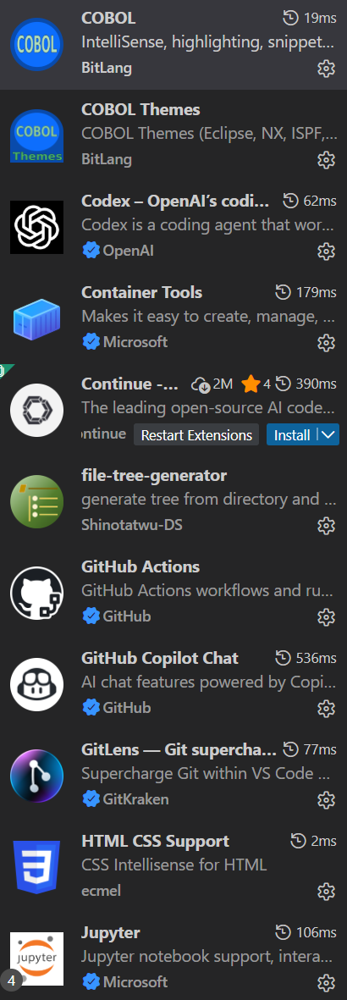 COBOL
COBOL 19ms
IntelliSense, highlighting, snippet...
BitLang
COBOL
Themes
COBOL Themes
COBOL Themes (Eclipse, NX, ISPF,...
BitLang
Codex – OpenAI's codi... 62ms
Codex is a coding agent that wor...
OpenAI
Container Tools 179ms
Makes it easy to create, manage, ...
Microsoft
Continue -... 2M 4 390ms
The leading open-source AI code...
ontinue Restart Extensions Install
file-tree-generator
generate tree from directory and ...
Shinotatwu-DS
GitHub Actions
GitHub Actions workflows and ru...
GitHub
GitHub Copilot Chat 536ms
AI chat features powered by Copi...
GitHub
GitLens — Git supercha... 77ms
Supercharge Git within VS Code ...
GitKraken
HTML CSS Support 2ms
CSS Intellisense for HTML
ecmel
jupyter
Jupyter 106ms
Jupyter notebook support, intera...
4 Microsoft